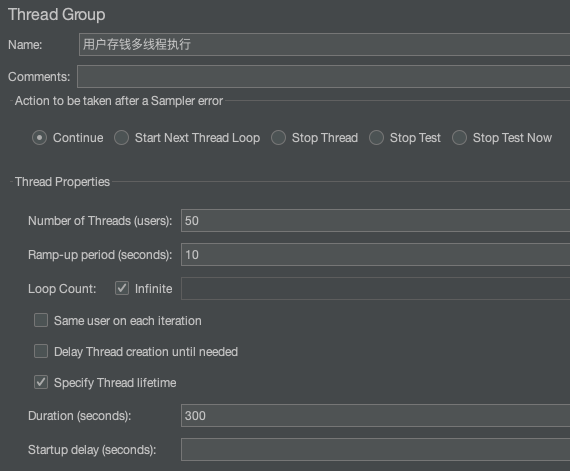 Thread Group
Name: 用户存钱多线程执行
Comments:
Action to be taken after a Sampler error
Continue Start Next Thread Loop Stop Thread Stop Test Stop Test Now
Thread Properties
Number of Threads (users): 50
Ramp-up period (seconds): 10
Loop Count: Infinite
Same user on each iteration
Delay Thread creation until needed
Specify Thread lifetime
Duration (seconds): 300
Startup delay (seconds):